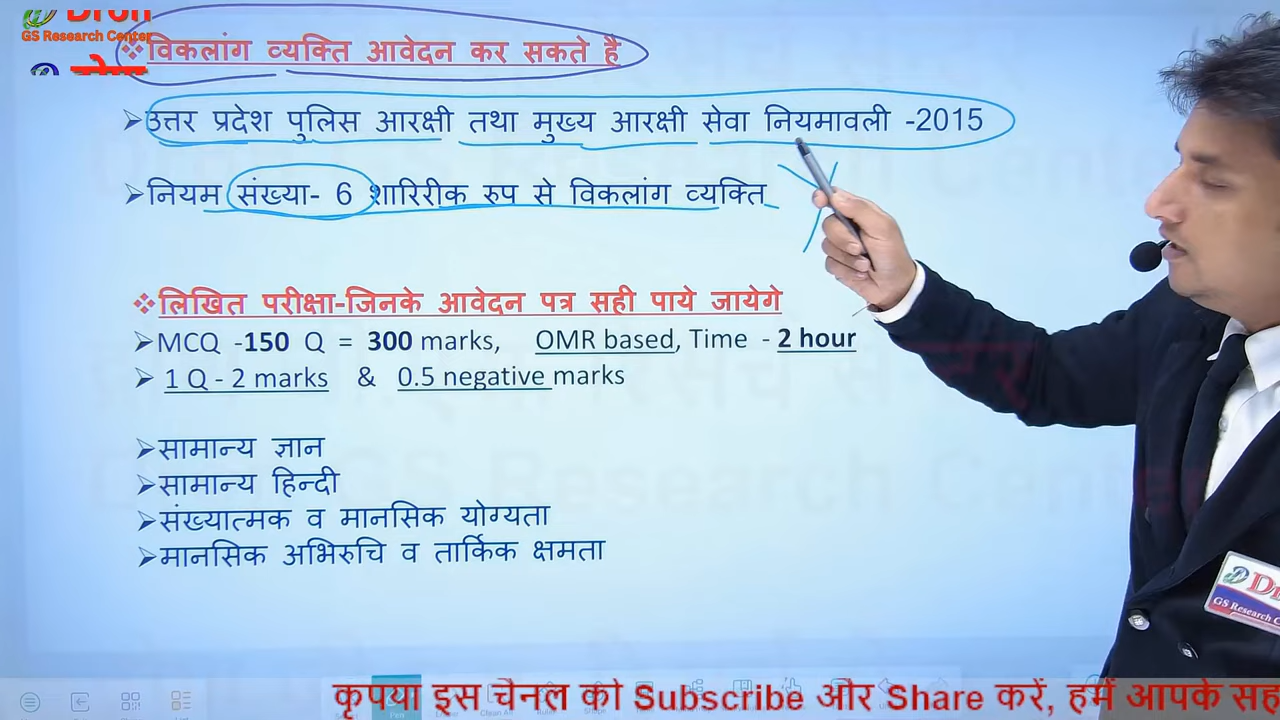 Dron
GS Research Center
❖विकलांग व्यक्ति आवेदन कर सकते है
➢उत्तर प्रदेश पुलिस आरक्षी तथा मुख्य आरक्षी सेवा नियमावली -2015
➢नियम संख्या- 6 शारिरीक रुप से विकलांग व्यक्ति
❖लिखित परीक्षा-जिनके आवेदन पत्र सही पाये जायेगे
➢MCQ -150 Q = 300 marks, OMR based, Time - 2 hour
➢ 1 Q - 2 marks & 0.5 negative marks
➢सामान्य ज्ञान
➢सामान्य हिन्दी
➢संख्यात्मक व मानसिक योग्यता
➢मानसिक अभिरुचि व तार्किक क्षमता
GS Research
कृपया इस चैनल को Subscribe और Share करें, हमें आपके सह